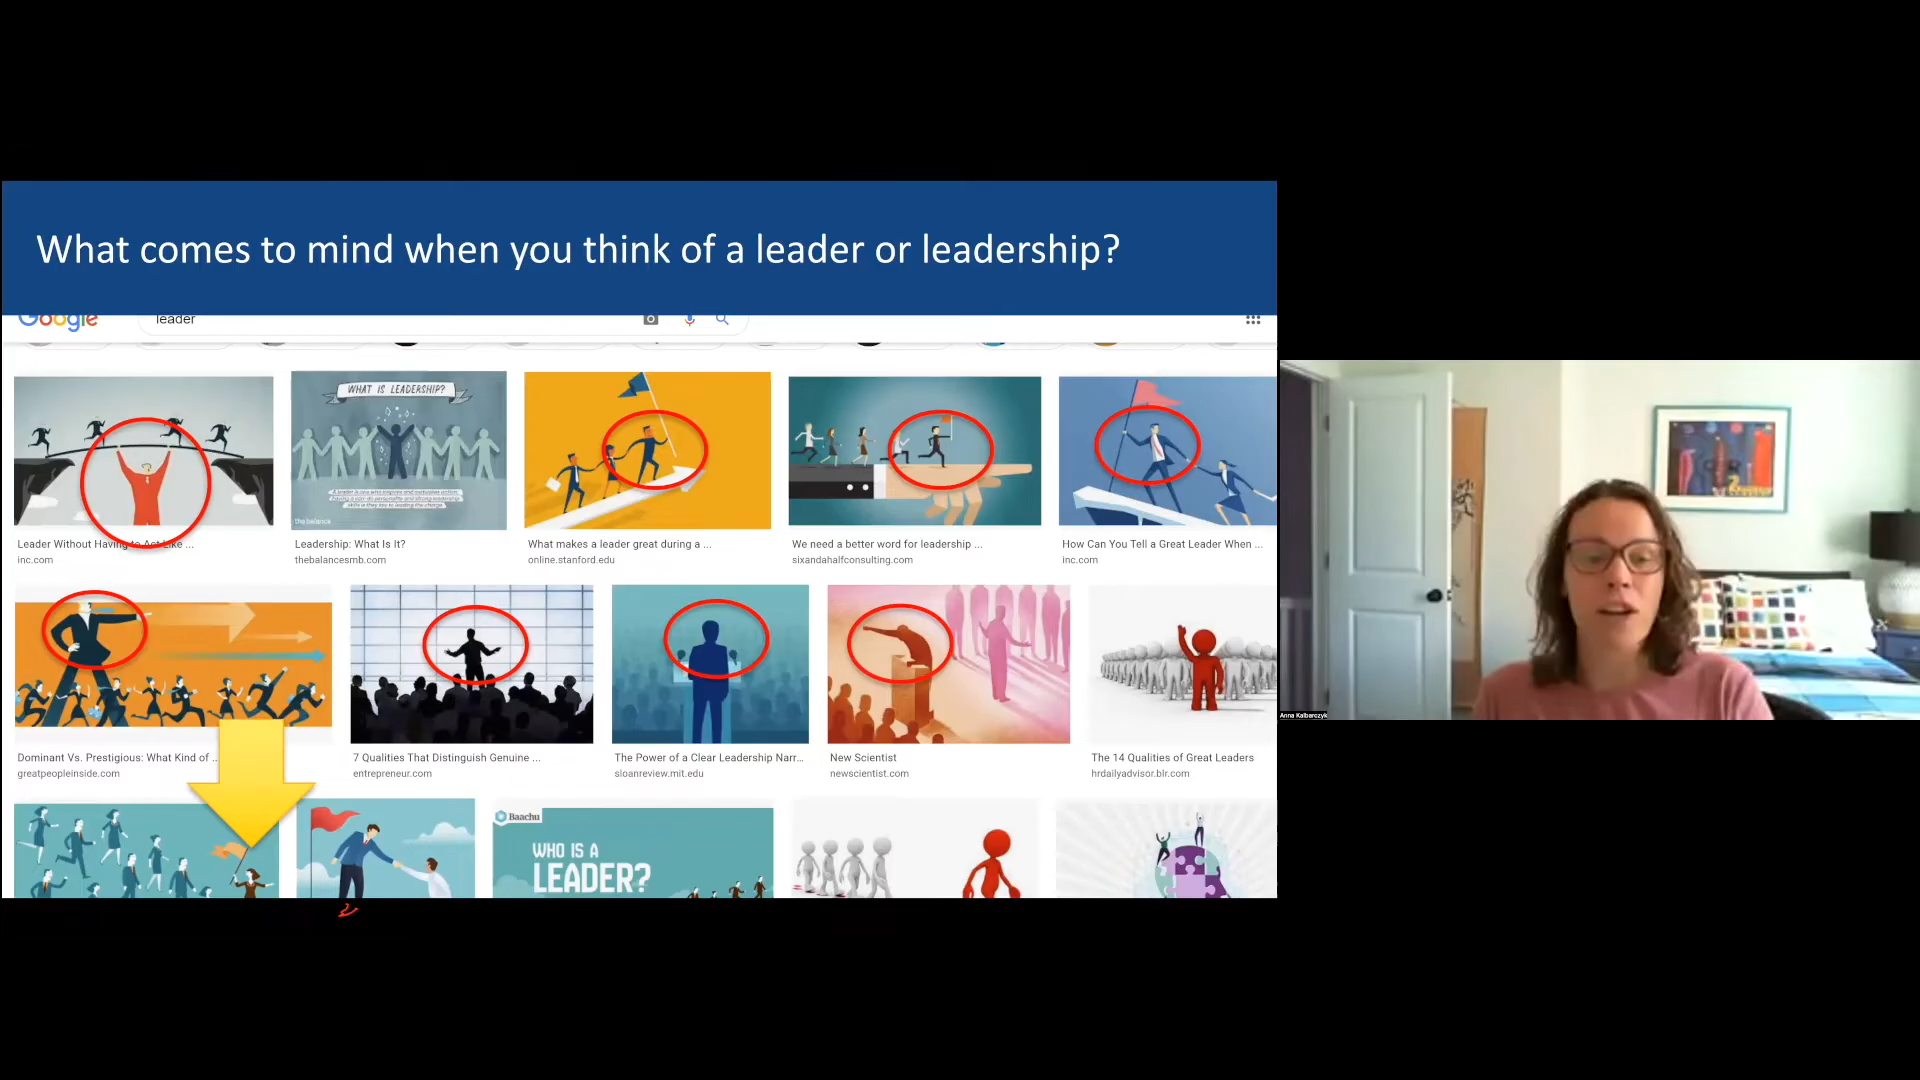 What comes to mind when you think of a leader or leadership?
Google
leader
WHAT IS LEADERSHIP?
the balance
Leader Without Having to Act Like ...
inc.com
Leadership: What Is It?
thebalancesmb.com
What makes a leader great during a ...
online.stanford.edu
We need a better word for leadership ...
sixandahalfconsulting.com
How Can You Tell a Great Leader When ...
inc.com
Dominant Vs. Prestigious: What Kind of ...
greatpeopleinside.com
7 Qualities That Distinguish Genuine ...
entrepreneur.com
The Power of a Clear Leadership Narr...
sloanreview.mit.edu
New Scientist
newscientist.com
The 14 Qualities of Great Leaders
hrdailyadvisor.blr.com
Baachu
WHO IS A
LEADER?
Anna Kalbarczyk